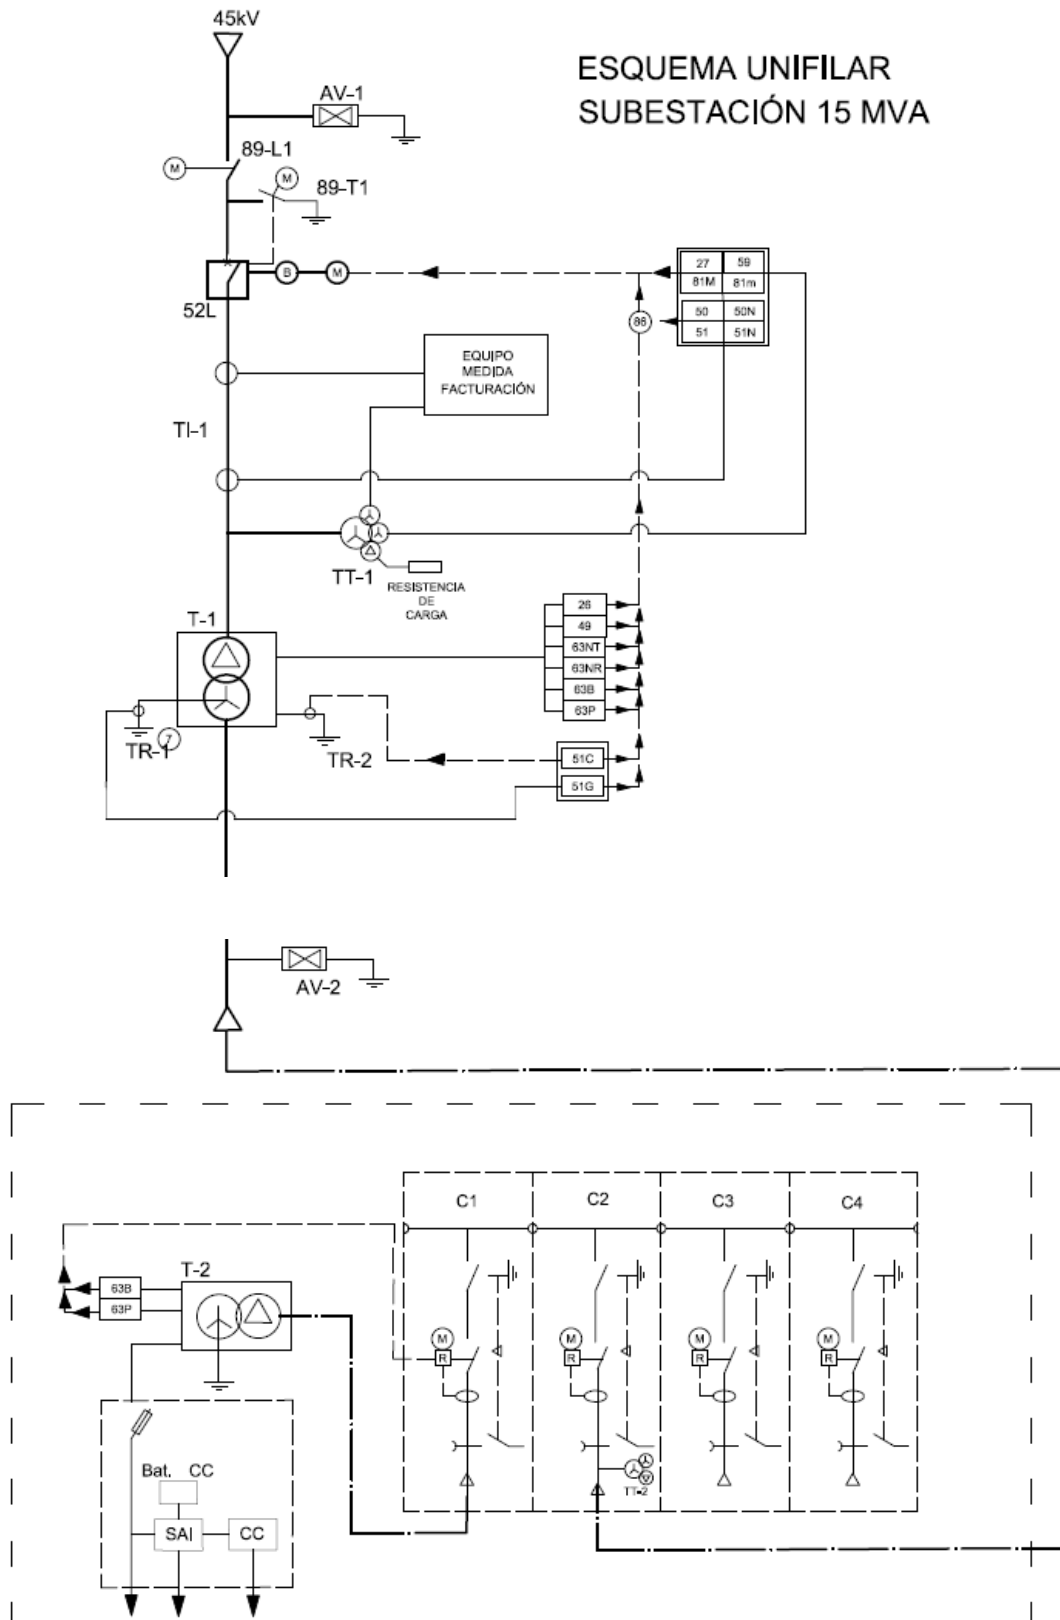 45kV
ESQUEMA UNIFILAR
SUBESTACIÓN 15 MVA
AV-1
89-L1
M
M
89-T1
27 59
81M 81m
B M
52L
50 50N
86
51 51N
EQUIPO
MEDIDA
FACTURACIÓN
TI-1
TT-1
RESISTENCIA
DE
CARGA
T-1
26
49
63NT
63NR
63B
63P
TR-1
7
TR-2
51C
51G
AV-2
C1 C2 C3 C4
T-2
63B
63P
M M M M
R R R R
Bat. CC
TT-2
SAI CC